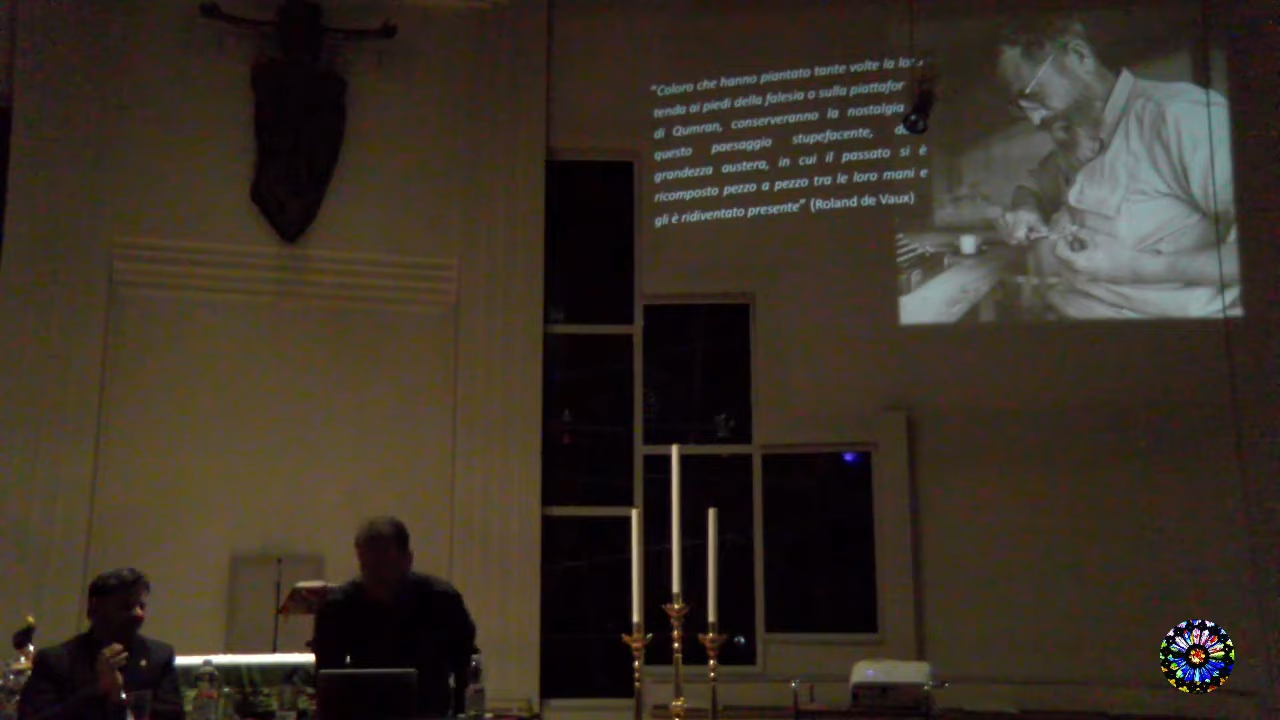 "Coloro che hanno piantato tante volte la
tenda ai piedi della falesia o sulla
di Qumran, conserveranno la nostalgia
questo paesaggio stupefacente,
grandezza austera, in cui il passato si è
ricomposto pezzo a pezzo tra le loro mani e
gli è ridiventato presente" (Roland de Vaux)